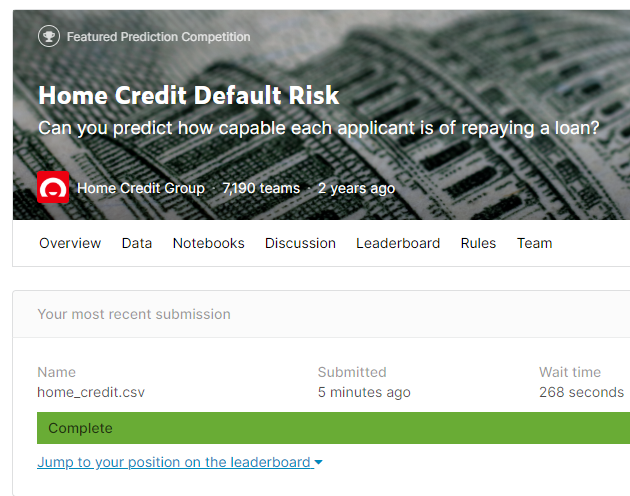 Featured Prediction Competition
Home Credit Default Risk
Can you predict how capable each applicant is of repaying a loan?
Home Credit Group · 7,190 teams · 2 years ago
Overview Data Notebooks Discussion Leaderboard Rules Team
Your most recent submission
Name Submitted Wait time
home_credit.csv 5 minutes ago 268 seconds
Complete
Jump to your position on the leaderboard